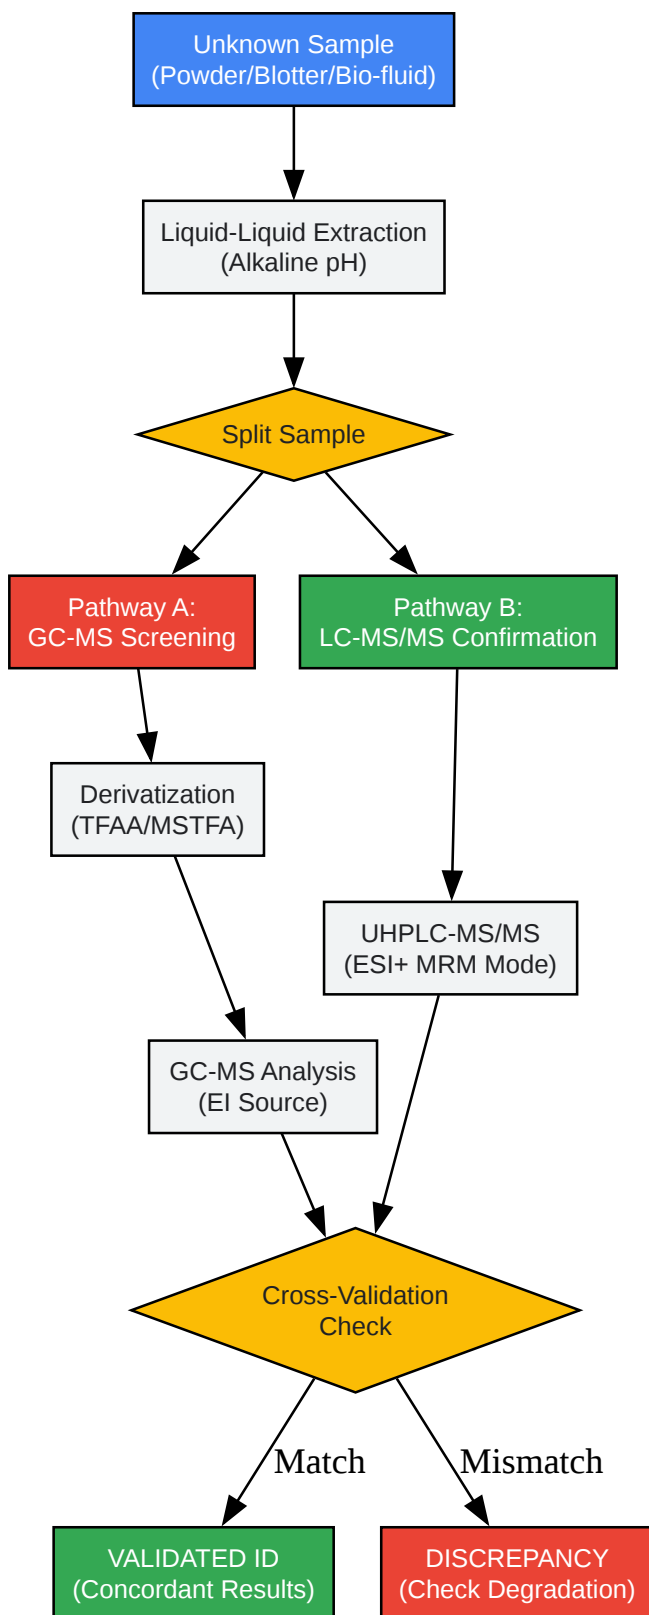 Unknown Sample
(Powder/Blotter/Bio-fluid)
Liquid-Liquid Extraction
(Alkaline pH)
Split Sample
Pathway A:
GC-MS Screening
Pathway B:
LC-MS/MS Confirmation
Derivatization
(TFAA/MSTFA)
UHPLC-MS/MS
(ESI+ MRM Mode)
GC-MS Analysis
(EI Source)
Cross-Validation
Check
Match
Mismatch
VALIDATED ID
(Concordant Results)
DISCREPANCY
(Check Degradation)